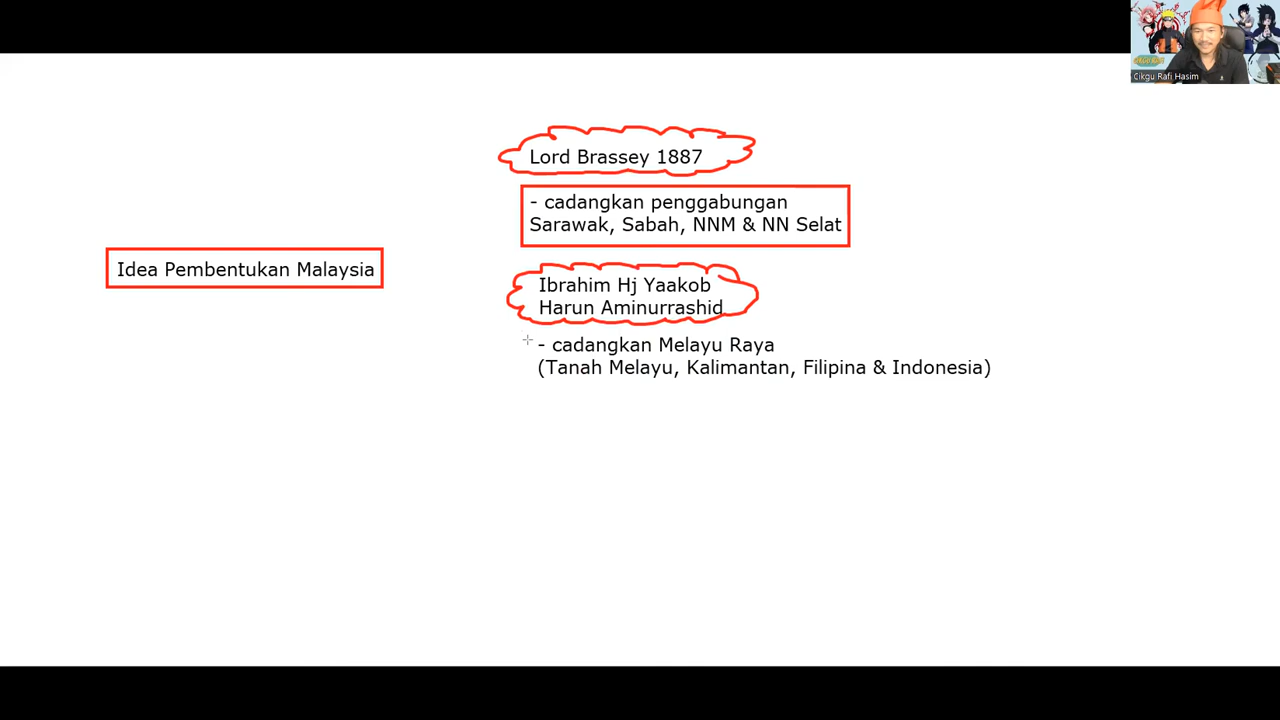 Cikgu Rafi Hasim
Lord Brassey 1887
- cadangkan penggabungan
Sarawak, Sabah, NNM & NN Selat
Idea Pembentukan Malaysia
Ibrahim Hj Yaakob
Harun Aminurrashid
- cadangkan Melayu Raya
(Tanah Melayu, Kalimantan, Filipina & Indonesia)